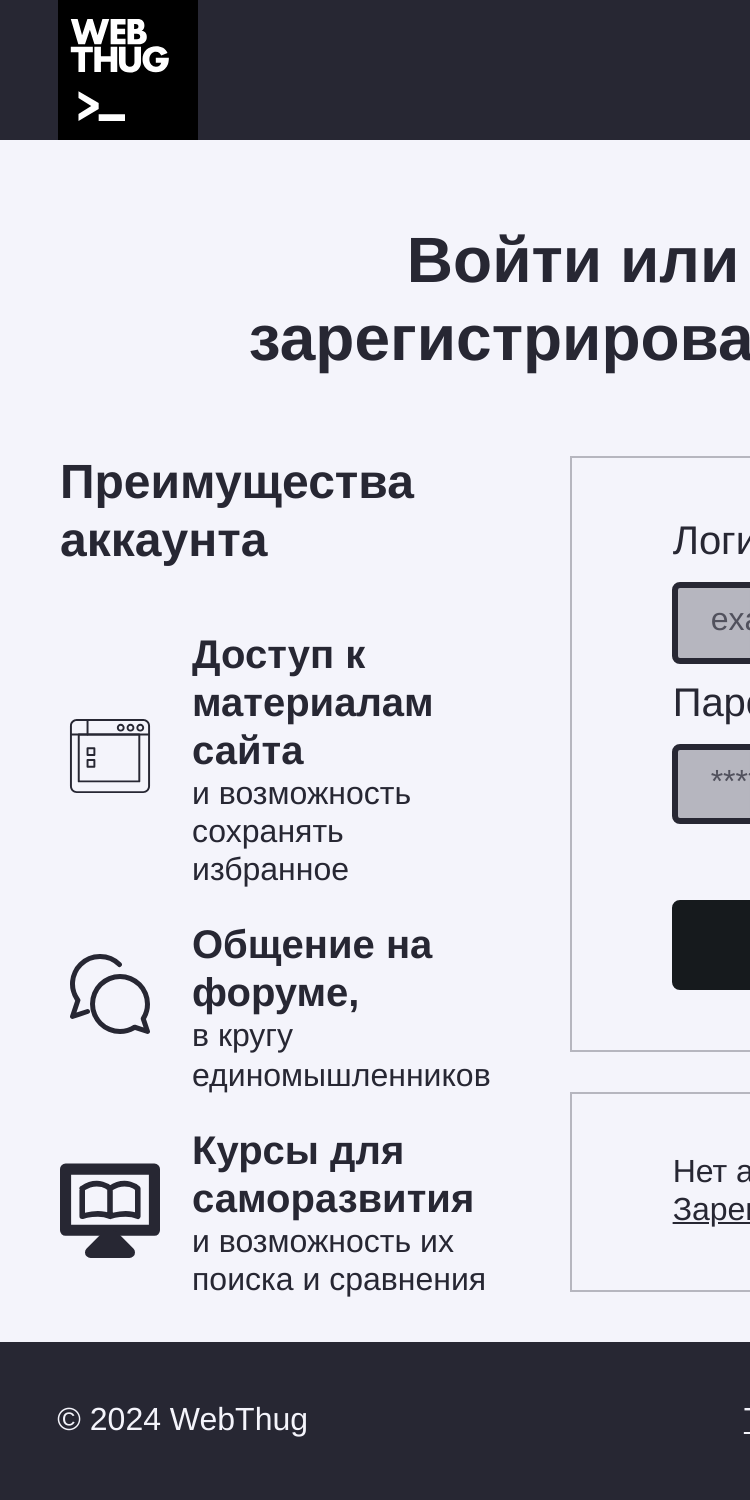 WEB
THUG
>_
Войти или
зарегистрирова
Преимущества
аккаунта
Доступ к
материалам
сайта
и возможность
сохранять
избранное
Общение на
форуме,
в кругу
единомышленников
Курсы для
саморазвития
и возможность их
поиска и сравнения
Логи
exa
Паро
****
Нет а
Зарег
© 2024 WebThug